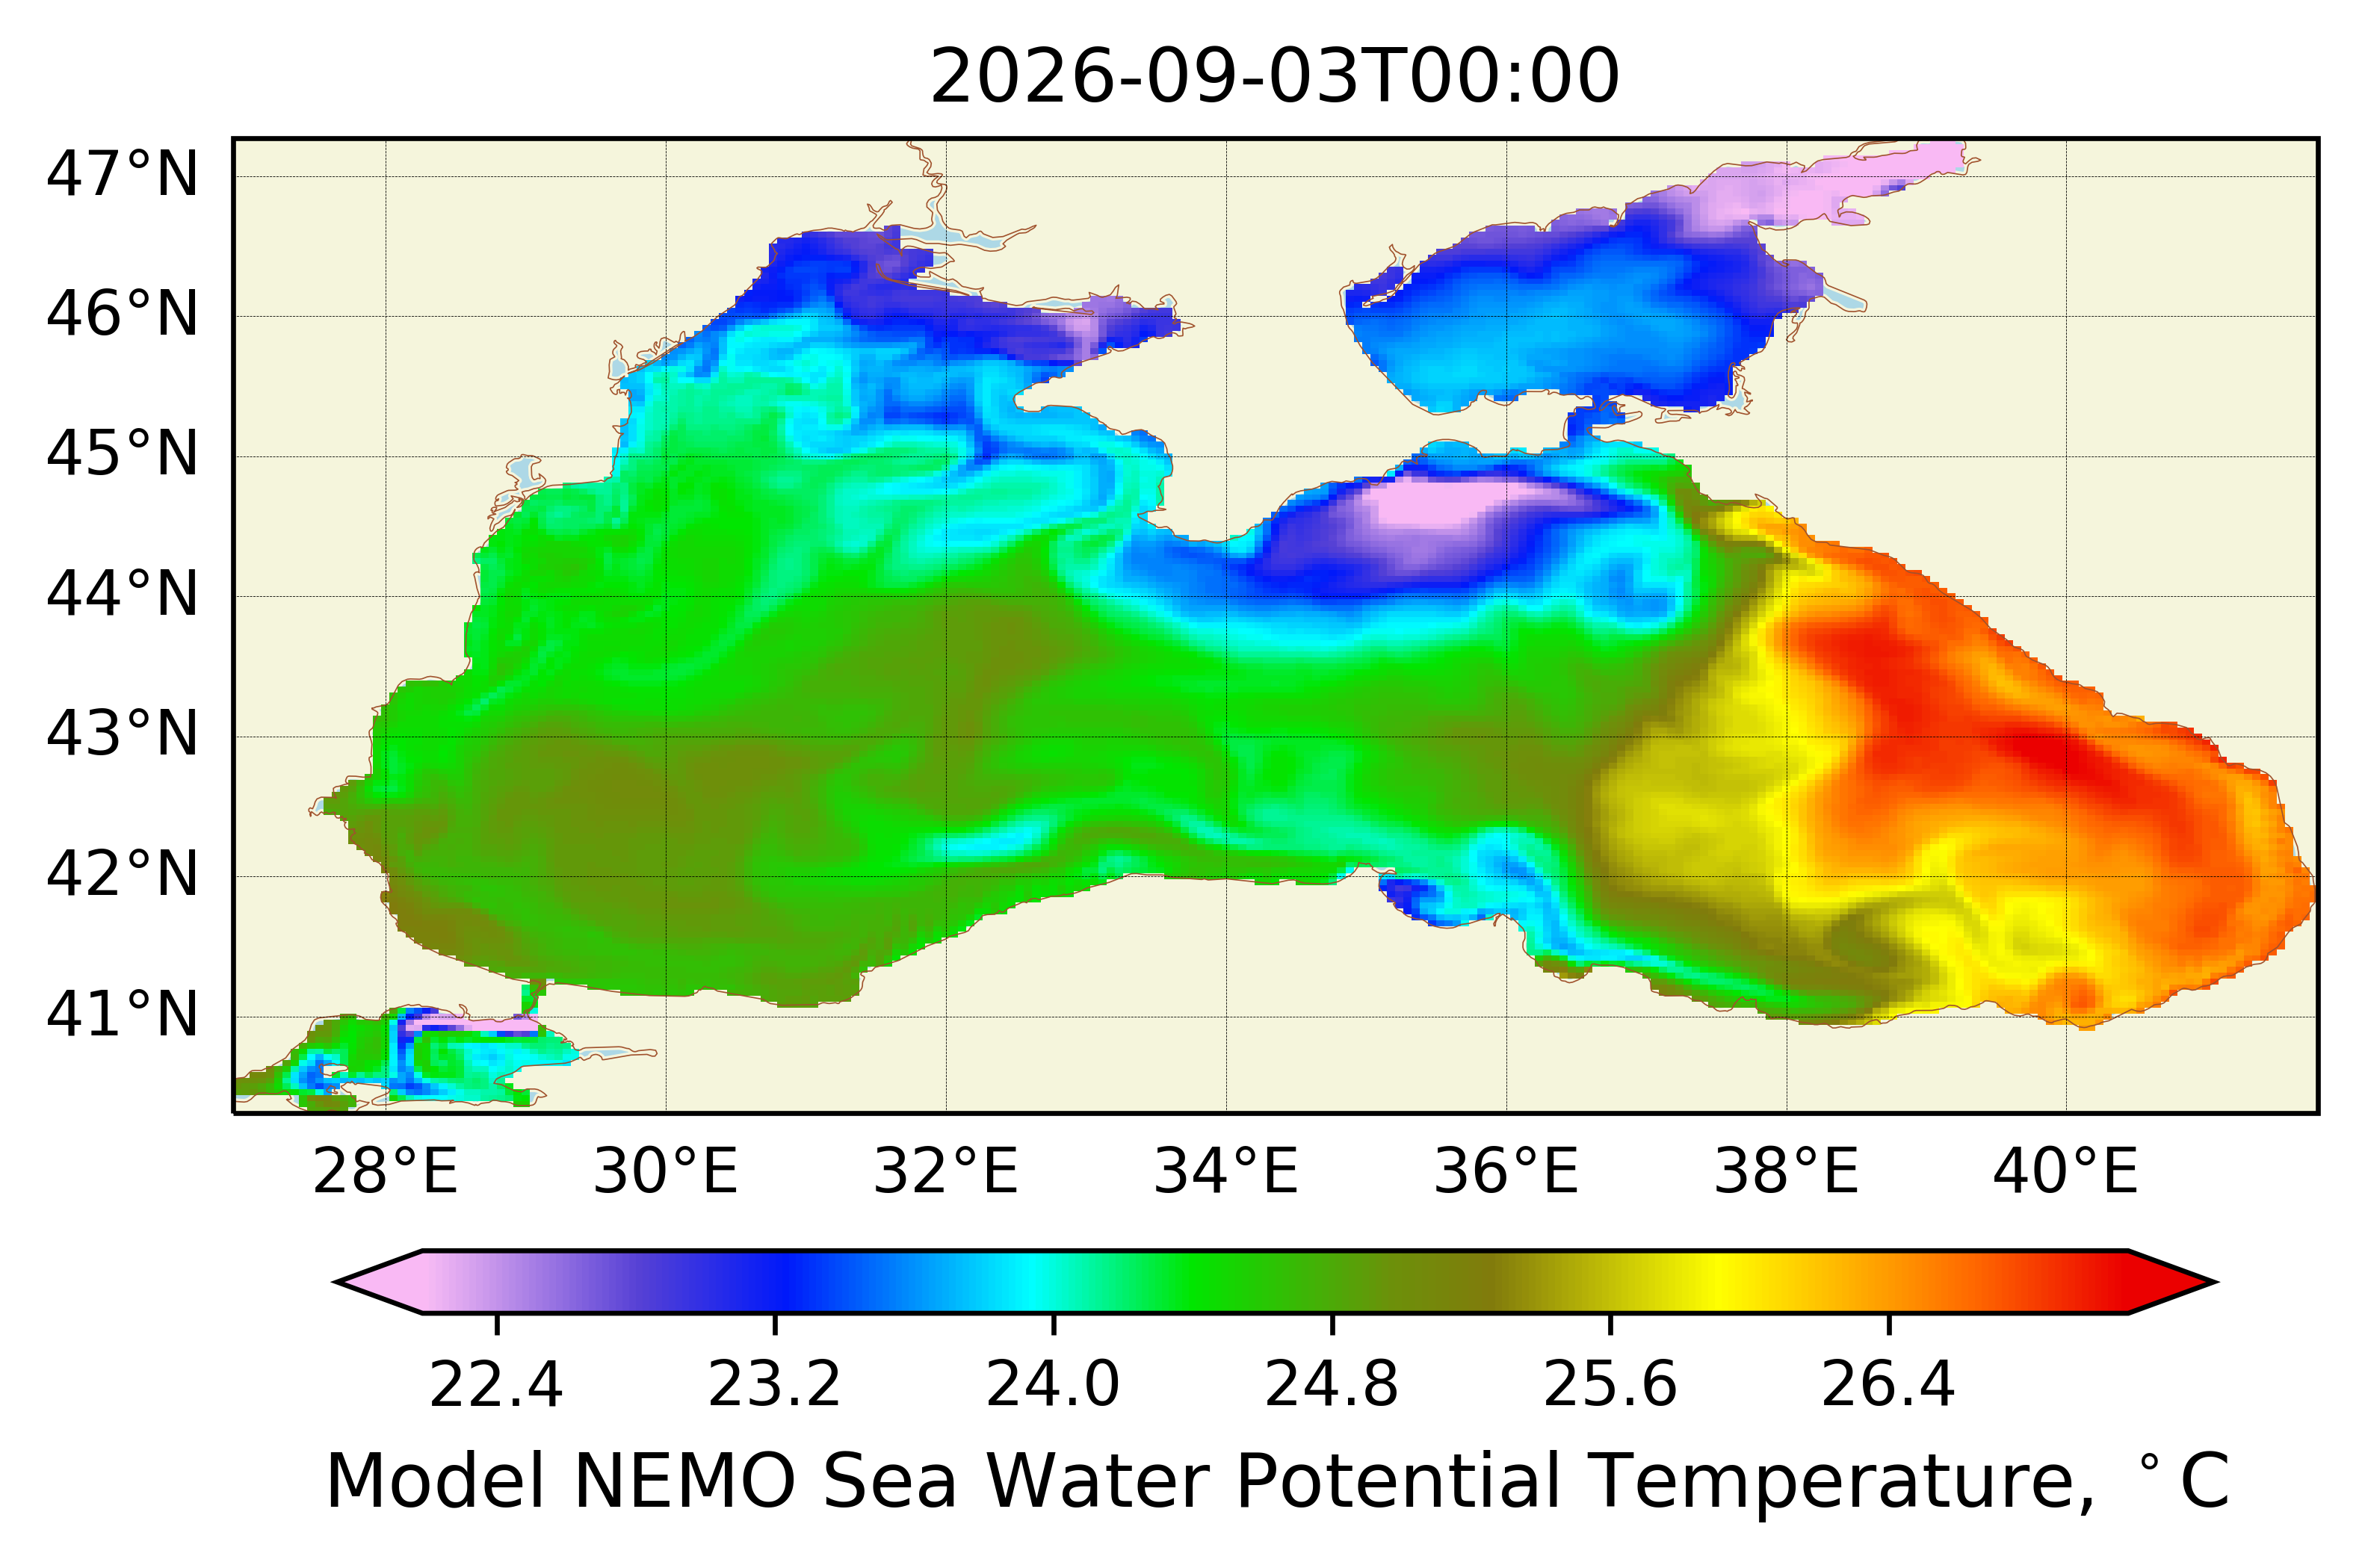 2026-09-03T00:00
47°N
46°N
45°N
44°N
43°N
42°N
41°N
28°E 30°E 32°E 34°E 36°E 38°E 40°E
22.4 23.2 24.0 24.8 25.6 26.4
Model NEMO Sea Water Potential Temperature, °C